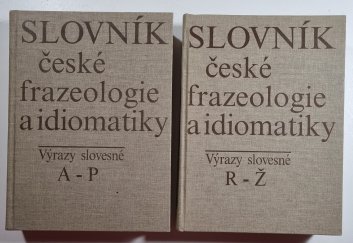 SLOVNÍK
české
frazeologie
a idiomatiky
Výrazy slovesné
A - P
SLOVNÍK
české
frazeologie
a idiomatiky
Výrazy slovesné
R - Ž